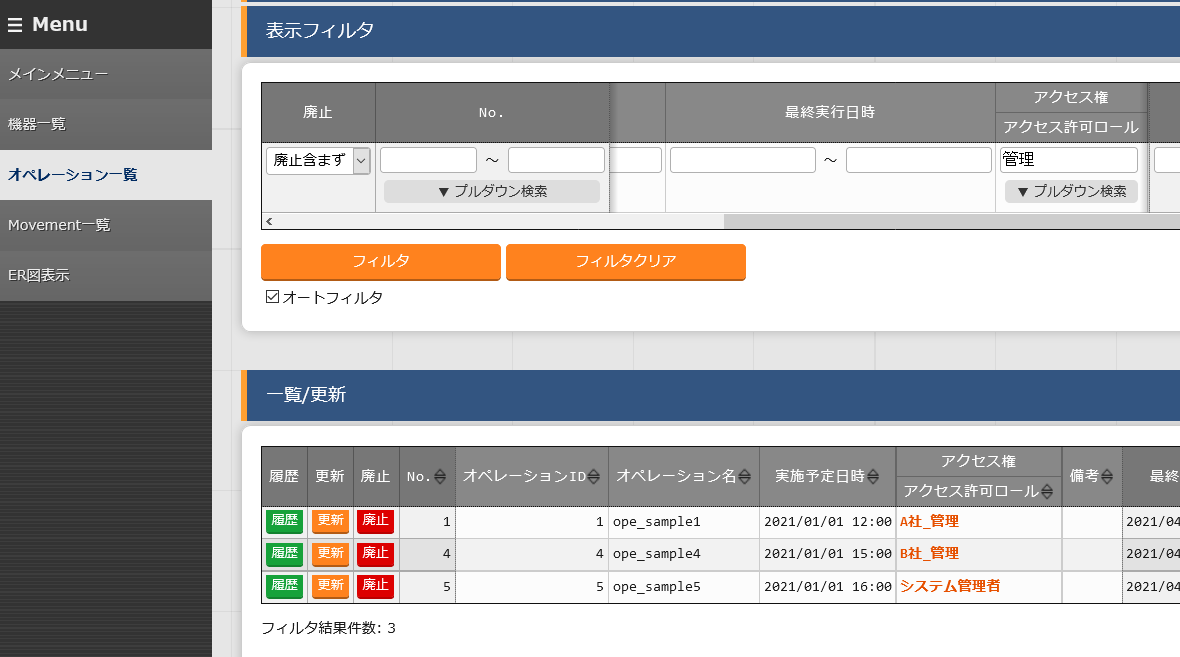 ☰ Menu
メインメニュー
機器一覧
オペレーション一覧
Movement一覧
ER図表示
表示フィルタ
廃止 No. 最終実行日時 アクセス権
アクセス許可ロール
廃止含まず ～ ～ 管理
▼プルダウン検索 ▼プルダウン検索
フィルタ フィルタクリア
オートフィルタ
一覧/更新
履歴 更新 廃止 No. オペレーションID オペレーション名 実施予定日時 アクセス権 備考 最終
アクセス許可ロール
履歴 更新 廃止 1 1 ope_sample1 2021/01/01 12:00 A社_管理 2021/04
履歴 更新 廃止 4 4 ope_sample4 2021/01/01 15:00 B社_管理 2021/04
履歴 更新 廃止 5 5 ope_sample5 2021/01/01 16:00 システム管理者 2021/04
フィルタ結果件数: 3